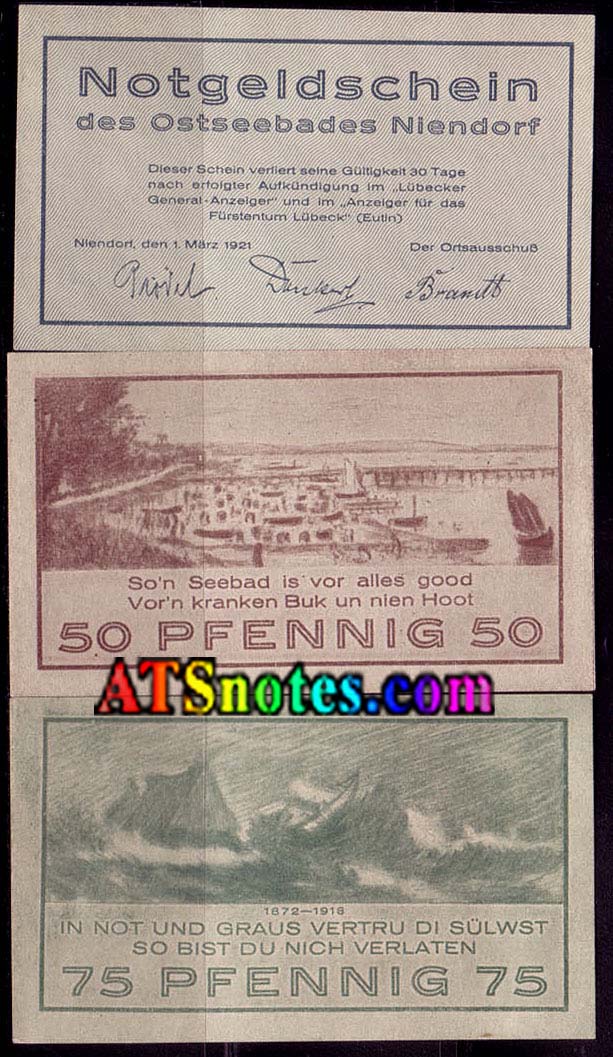 Notgeldschein
des Ostseebades Niendorf
Dieser Schein verliert seine Gültigkeit 30 Tage
nach erfolgter Aufkündigung im „Lübecker
General-Anzeiger" und im „Anzeiger für das
Fürstentum Lübeck" (Eutin)
Niendorf, den 1. März 1921 Der Ortsausschuß
Brandt
So'n Seebad is vor alles good
Vor'n kranken Buk un nien Hoot
50 PFENNIG 50
ATSnotes.com
1872—1918
IN NOT UND GRAUS VERTRU DI SÜLWST
SO BIST DU NICH VERLATEN
75 PFENNIG 75